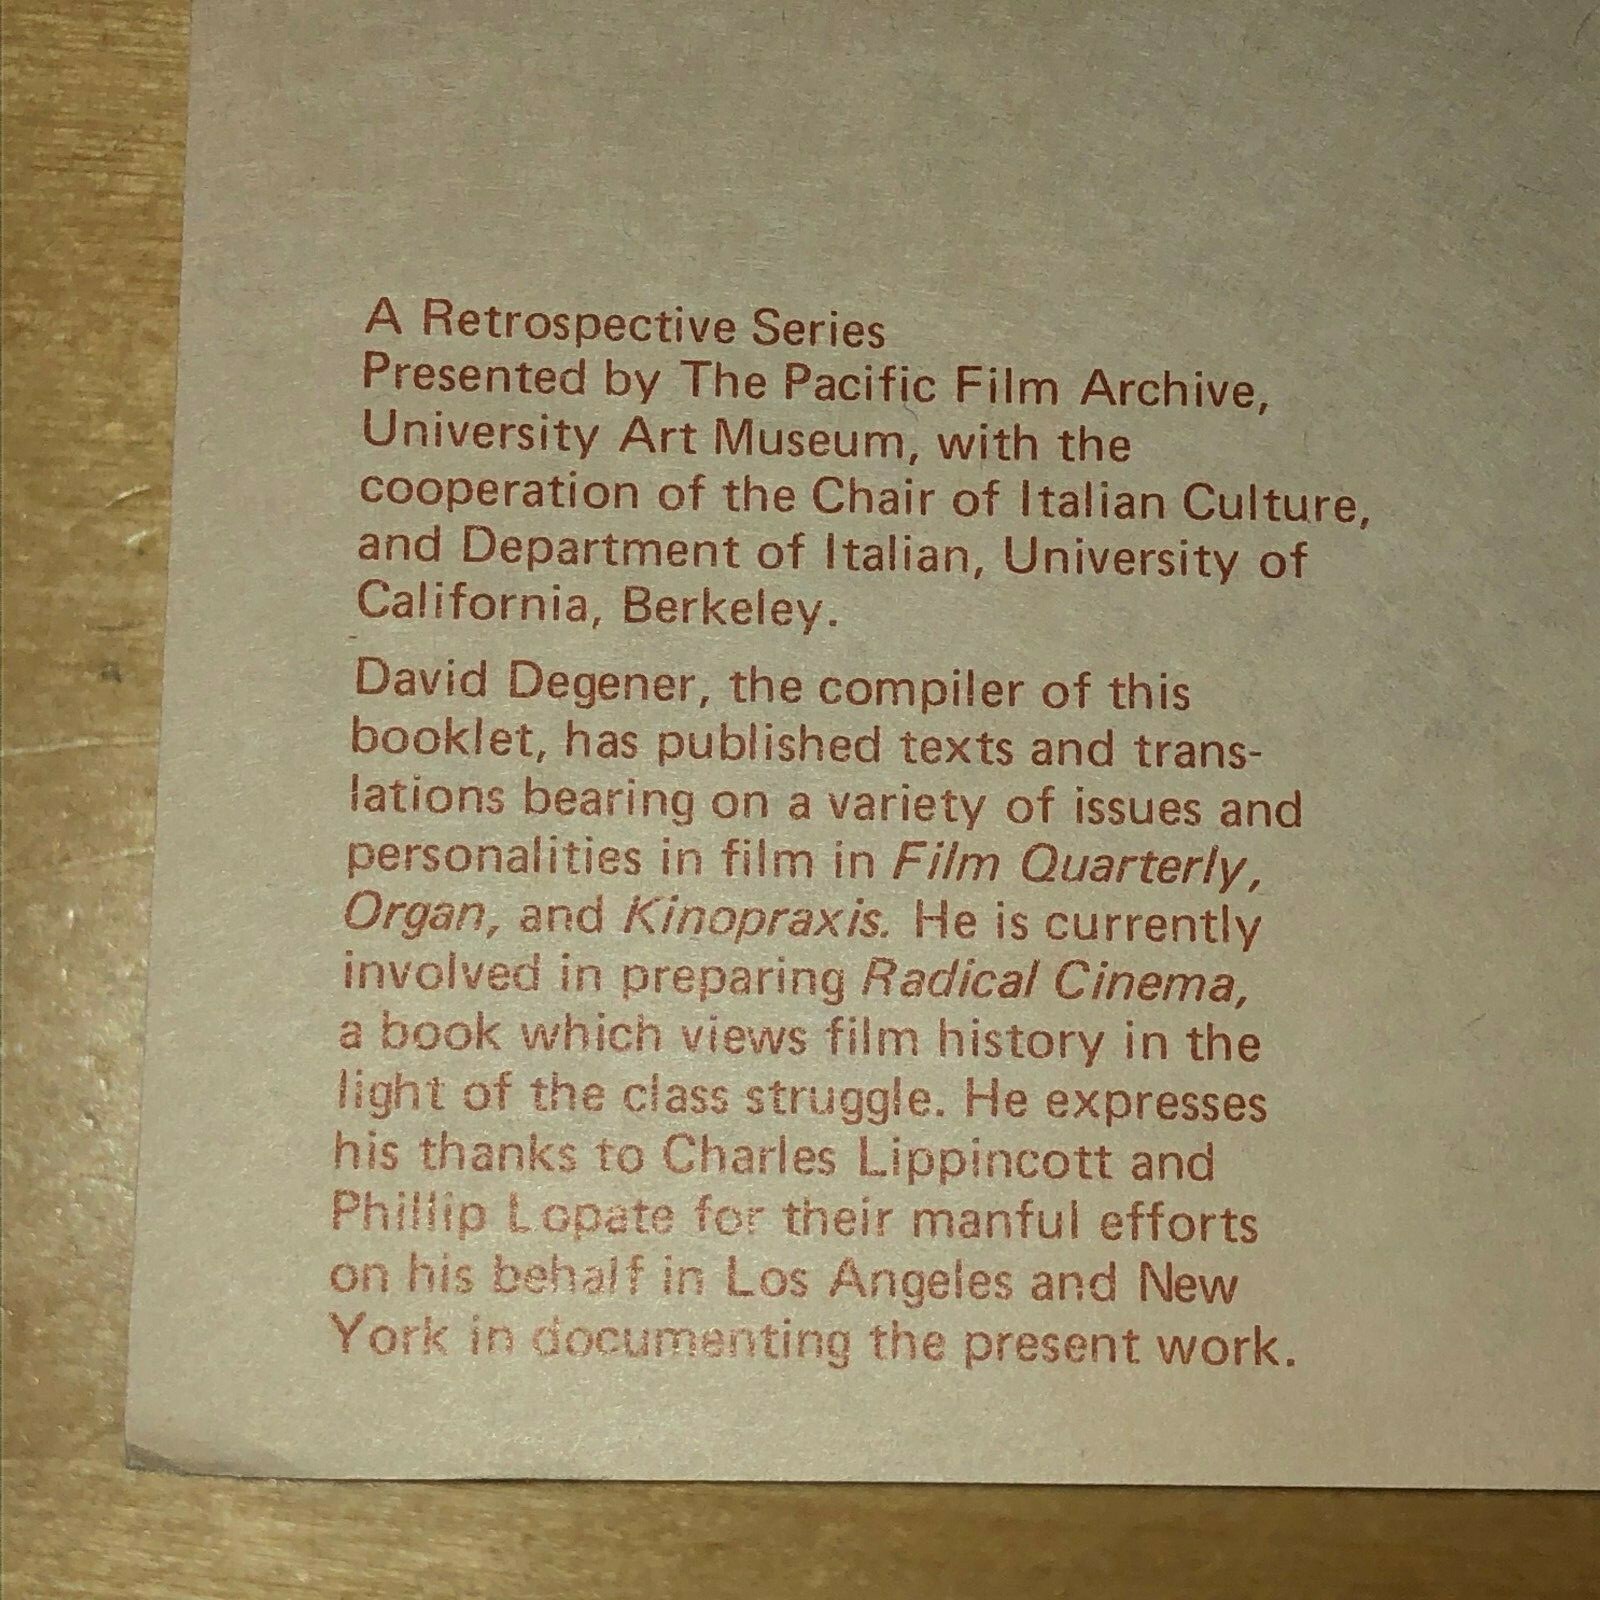 A Retrospective Series
Presented by The Pacific Film Archive,
University Art Museum, with the
cooperation of the Chair of Italian Culture,
and Department of Italian, University of
California, Berkeley.
David Degener, the compiler of this
booklet, has published texts and trans-
lations bearing on a variety of issues and
personalities in film in Film Quarterly,
Organ, and Kinopraxis. He is currently
involved in preparing Radical Cinema,
a book which views film history in the
light of the class struggle. He expresses
his thanks to Charles Lippincott and
Phillip Lopate for their manful efforts
on his behalf in Los Angeles and New
York in documenting the present work.